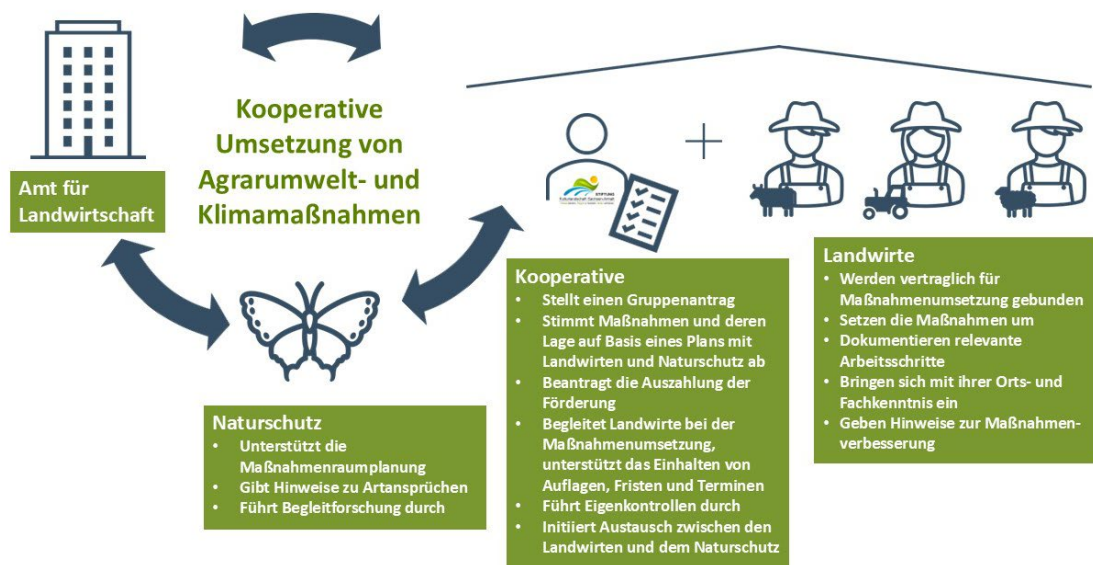 Kooperative
Umsetzung von
Agrarumwelt- und
Klimamaßnahmen
Amt für
Landwirtschaft
Naturschutz
• Unterstützt die
Maßnahmenraumplanung
• Gibt Hinweise zu Artansprüchen
• Führt Begleitforschung durch
STIFTUNG
Kulturlandschaft Sachsen-Anhalt
Kooperative
• Stellt einen Gruppenantrag
• Stimmt Maßnahmen und deren
Lage auf Basis eines Plans mit
Landwirten und Naturschutz ab
• Beantragt die Auszahlung der
Förderung
• Begleitet Landwirte bei der
Maßnahmenumsetzung,
unterstützt das Einhalten von
Auflagen, Fristen und Terminen
• Führt Eigenkontrollen durch
• Initiiert Austausch zwischen den
Landwirten und dem Naturschutz
Landwirte
• Werden vertraglich für
Maßnahmenumsetzung gebunden
• Setzen die Maßnahmen um
• Dokumentieren relevante
Arbeitsschritte
• Bringen sich mit ihrer Orts- und
Fachkenntnis ein
• Geben Hinweise zur Maßnahmen-
verbesserung